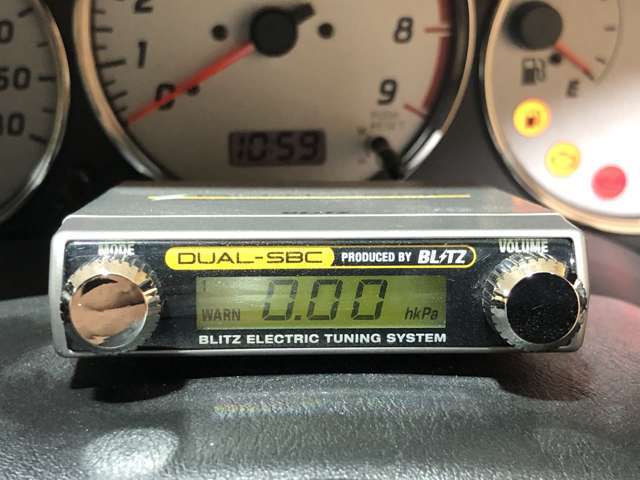 2
1
0
8
9
10:59
E
MODE
DUAL-SBC
PRODUCED BY BLITZ
VOLUME
1
WARN
0.00 hkPa
BLITZ ELECTRIC TUNING SYSTEM